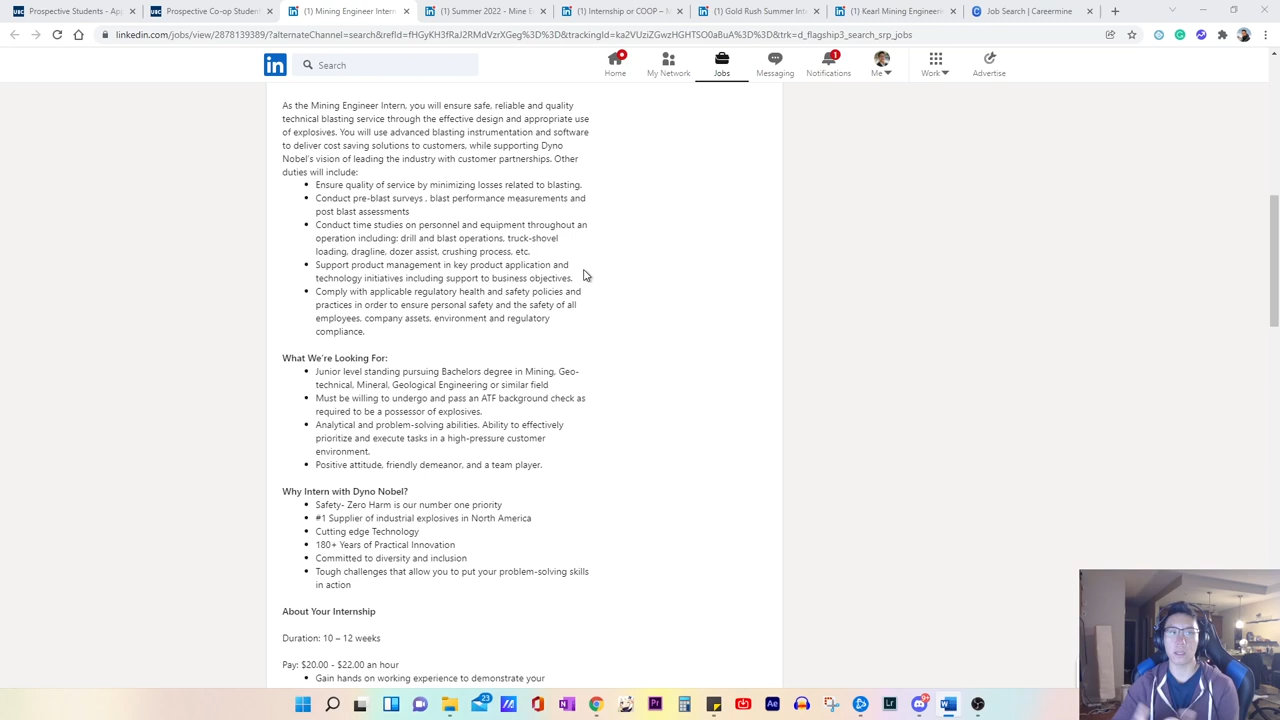 Prospective Students - App
Prospective Co-op Student
(1) Mining Engineer Intern
(1) Summer 2022 - Mine E
(1) Internship or COOP –
(1) Gold Rush Summer Inte
(1) Kearl Mining Engineerin
Job Search | Careermine
linkedin.com/jobs/view/2878139389/?alternateChannel=search&refId=fHGyKH3fRaJ2RMdVzrXGeg%3D%3D&trackingId=ka2VUziZGwzHGHTSO0aBuA%3D%3D&trk=d_flagship3_search_srp_jobs
Search
Home
My Network
Jobs
Messaging
1
Notifications
Me
Work
Advertise
As the Mining Engineer Intern, you will ensure safe, reliable and quality
technical blasting service through the effective design and appropriate use
of explosives. You will use advanced blasting instrumentation and software
to deliver cost saving solutions to customers, while supporting Dyno
Nobel's vision of leading the industry with customer partnerships. Other
duties will include:
• Ensure quality of service by minimizing losses related to blasting.
• Conduct pre-blast surveys , blast performance measurements and
post blast assessments
• Conduct time studies on personnel and equipment throughout an
operation including: drill and blast operations, truck-shovel
loading, dragline, dozer assist, crushing process, etc.
• Support product management in key product application and
technology initiatives including support to business objectives.
• Comply with applicable regulatory health and safety policies and
practices in order to ensure personal safety and the safety of all
employees, company assets, environment and regulatory
compliance.
What We're Looking For:
• Junior level standing pursuing Bachelors degree in Mining, Geo-
technical, Mineral, Geological Engineering or similar field
• Must be willing to undergo and pass an ATF background check as
required to be a possessor of explosives.
• Analytical and problem-solving abilities. Ability to effectively
prioritize and execute tasks in a high-pressure customer
environment.
• Positive attitude, friendly demeanor, and a team player.
Why Intern with Dyno Nobel?
• Safety- Zero Harm is our number one priority
• #1 Supplier of industrial explosives in North America
• Cutting edge Technology
• 180+ Years of Practical Innovation
• Committed to diversity and inclusion
• Tough challenges that allow you to put your problem-solving skills
in action
About Your Internship
Duration: 10 – 12 weeks
Pay: $20.00 - $22.00 an hour
• Gain hands on working experience to demonstrate your
23